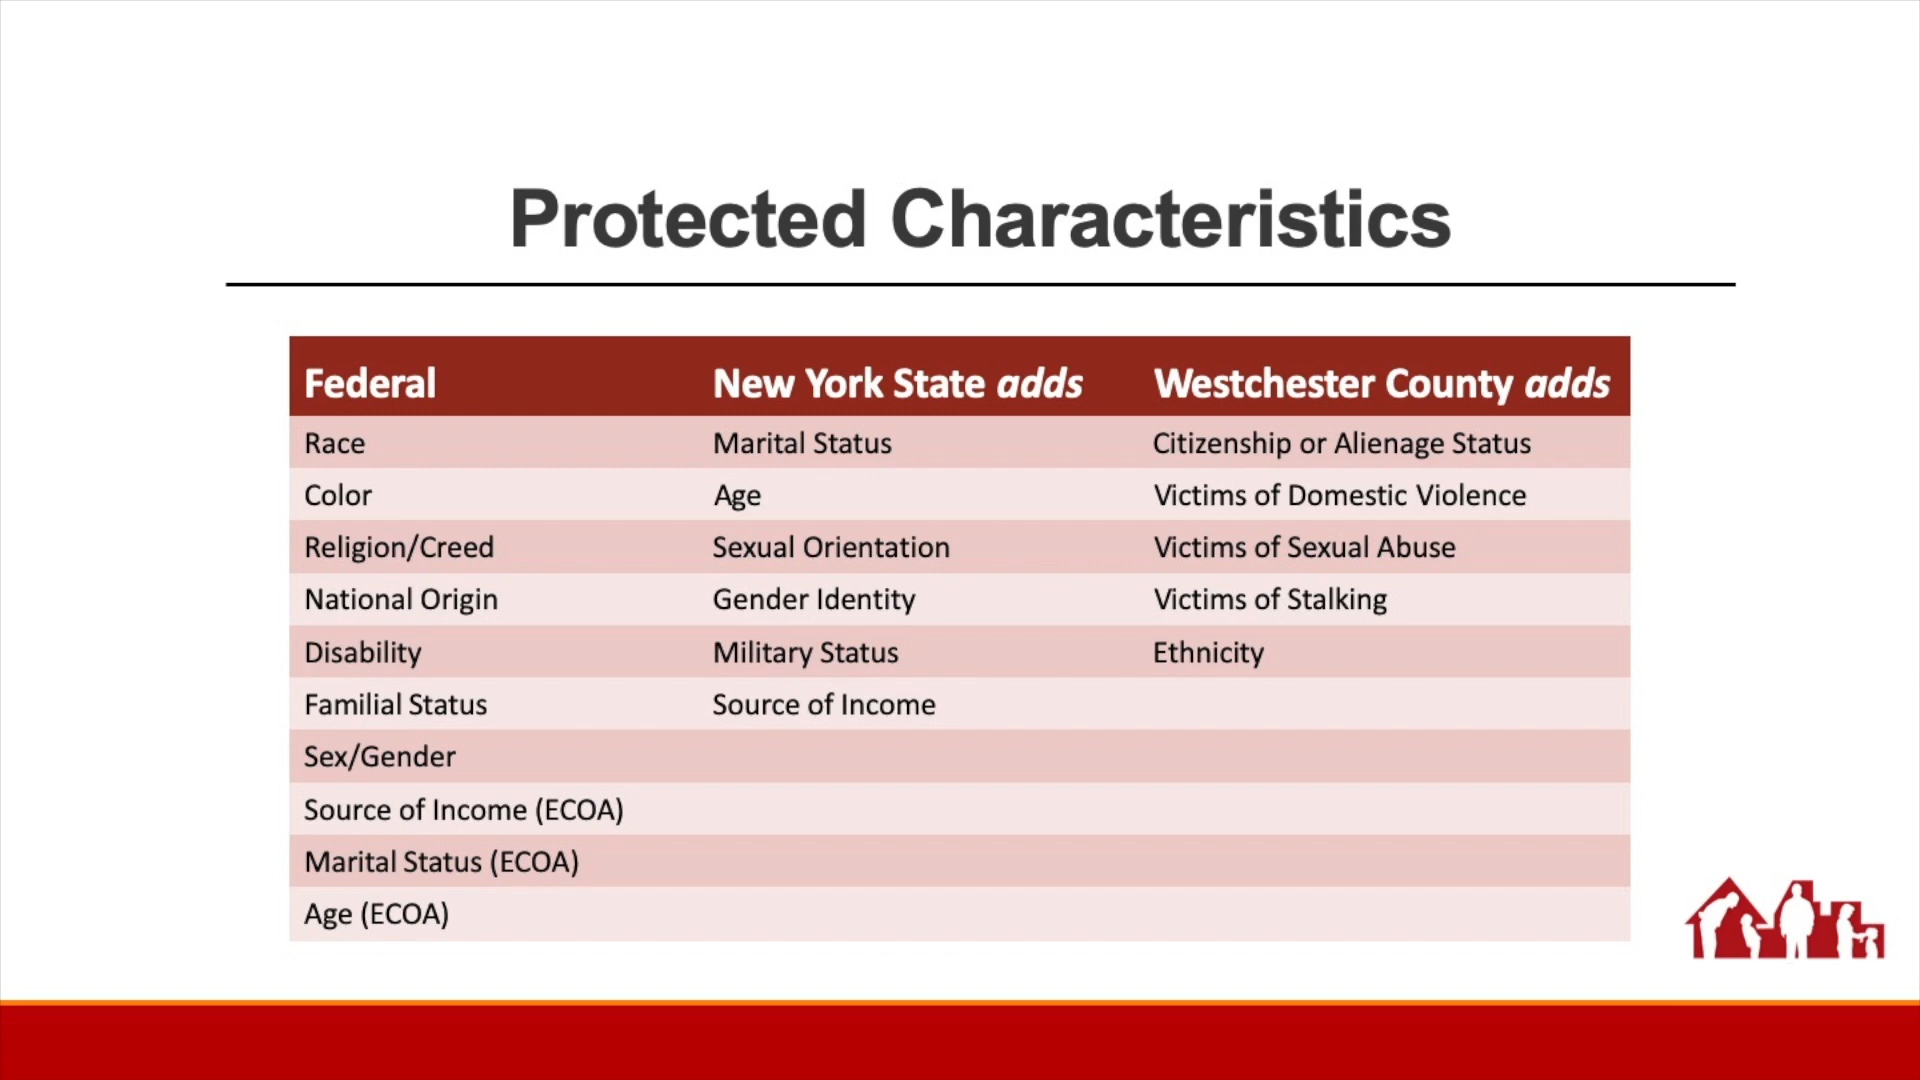 Protected Characteristics
Federal New York State adds Westchester County adds
Race Marital Status Citizenship or Alienage Status
Color Age Victims of Domestic Violence
Religion/Creed Sexual Orientation Victims of Sexual Abuse
National Origin Gender Identity Victims of Stalking
Disability Military Status Ethnicity
Familial Status Source of Income
Sex/Gender
Source of Income (ECOA)
Marital Status (ECOA)
Age (ECOA)